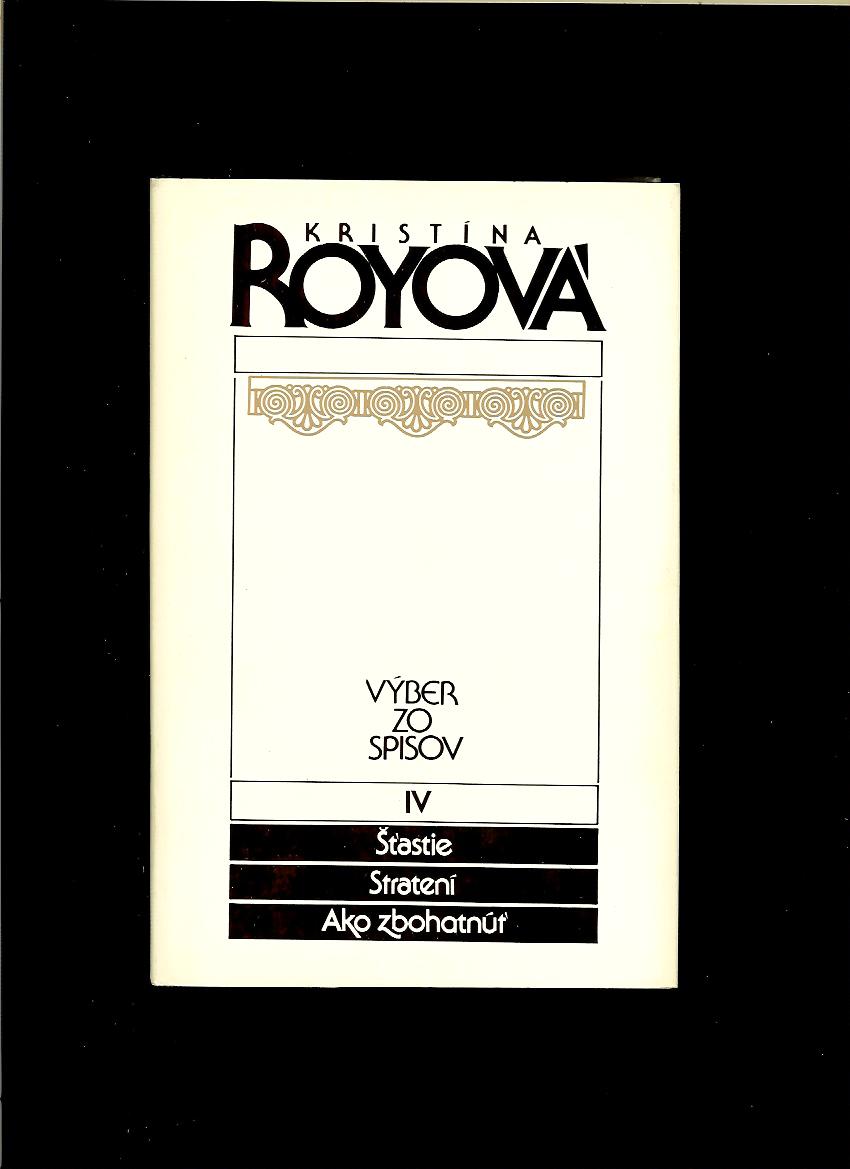 KRISTÍNA
ROYOVÁ
VÝBER
ZO
SPISOV
IV
Šťastie
Stratení
Ako zbohatnúť